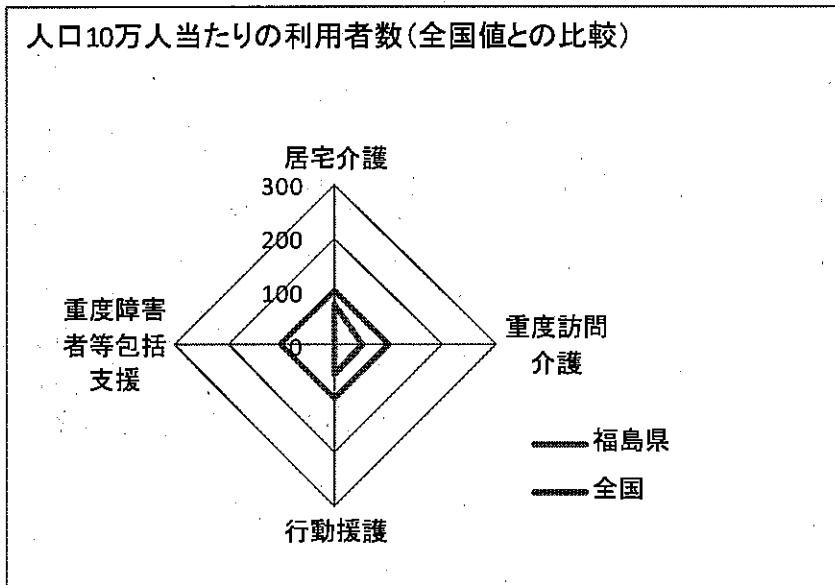 人口10万人当たりの利用者数(全国値との比較)
居宅介護
300
200
100
0
重度障害
者等包括
支援
重度訪問
介護
福島県
全国
行動援護